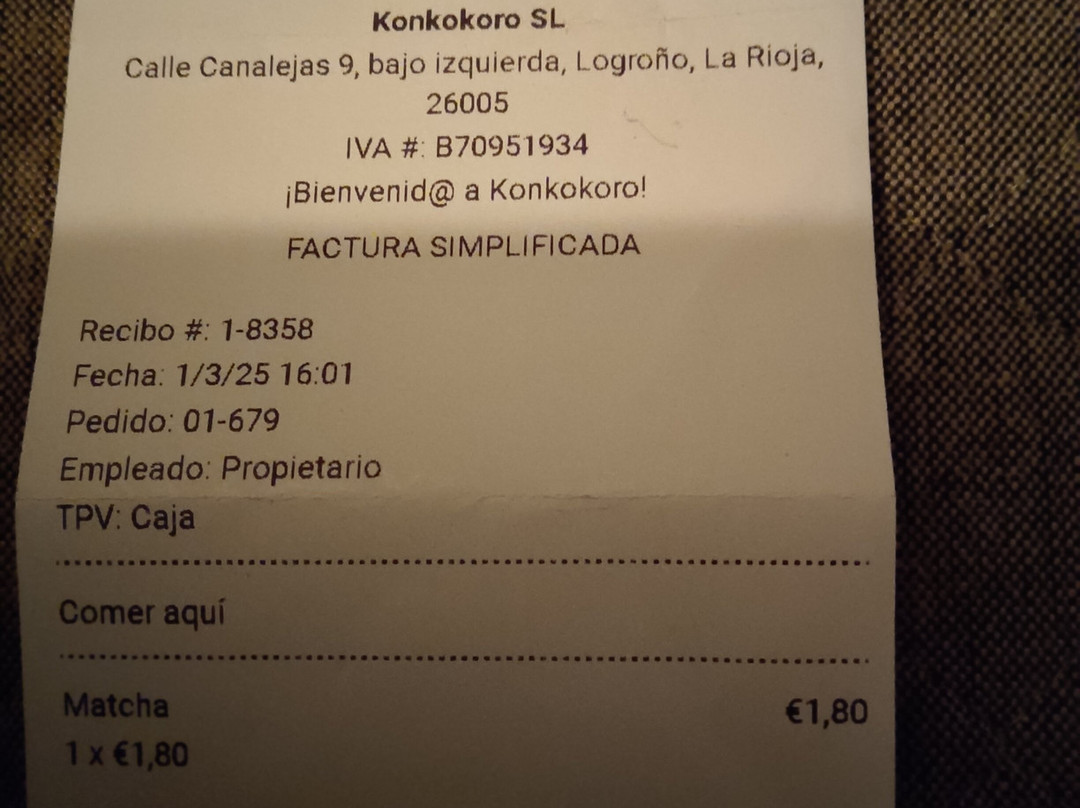 Konkokoro SL
Calle Canalejas 9, bajo izquierda, Logroño, La Rioja,
26005
IVA #: B70951934
¡Bienvenid@ a Konkokoro!
FACTURA SIMPLIFICADA
Recibo #: 1-8358
Fecha: 1/3/25 16:01
Pedido: 01-679
Empleado: Propietario
TPV: Caja
Comer aquí
Matcha €1,80
1 x €1,80